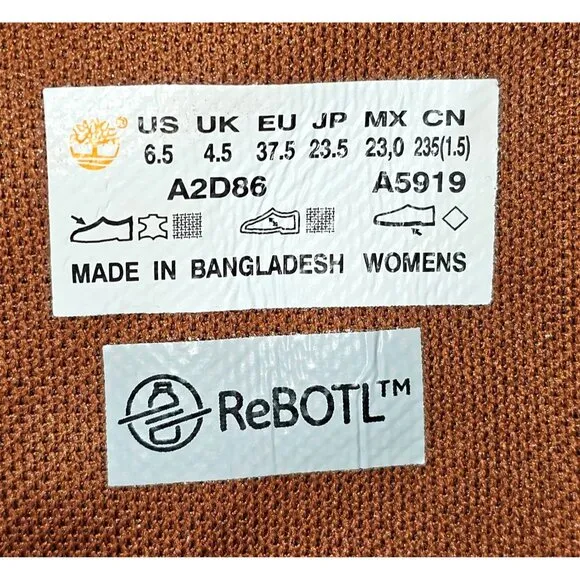 ® US UK EU JP MX CN
6.5 4.5 37.5 23.5 23,0 235(1.5)
A2D86 A5919
MADE IN BANGLADESH WOMENS
ReBOTL™